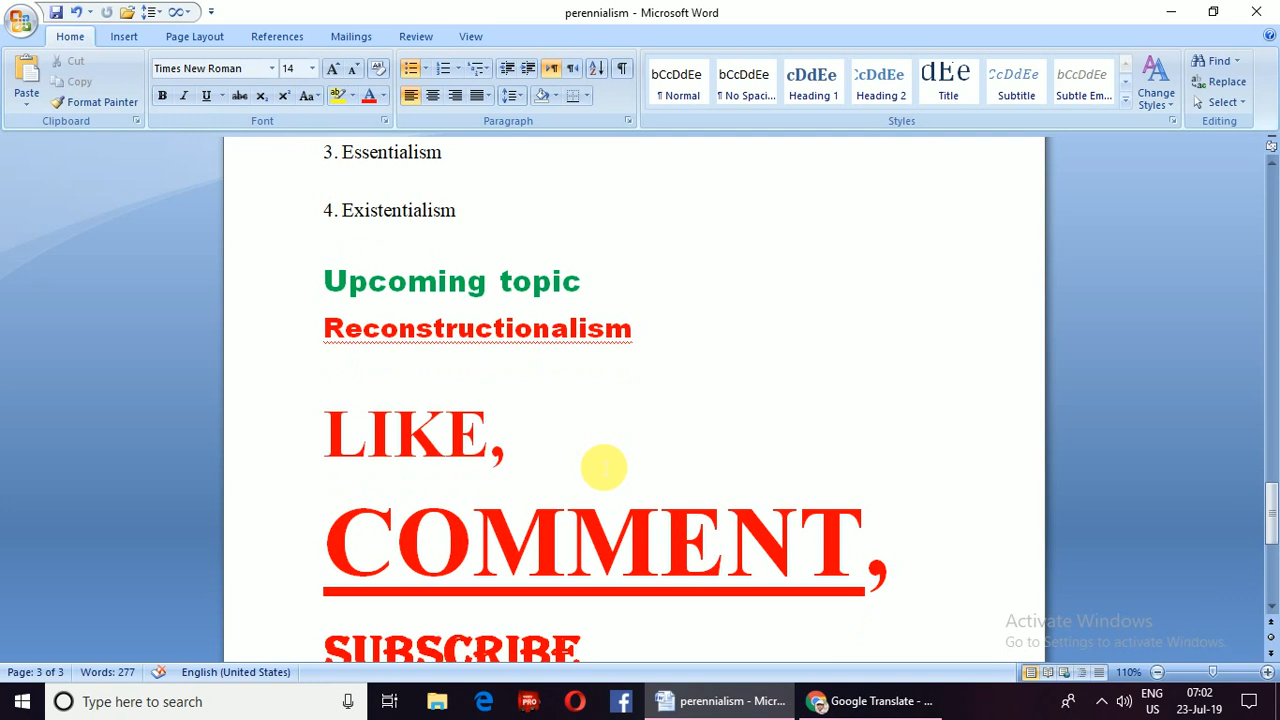 perennialism - Microsoft Word
Home Insert Page Layout References Mailings Review View
Paste
Cut
Copy
Format Painter
Clipboard
Times New Roman 14
Font
Paragraph
bCcDdEe bCcDdEe cDdEe CcDdEe dEe CcDdEe bCcDdEe
¶ Normal ¶ No Spaci... Heading 1 Heading 2 Title Subtitle Subtle Em...
Change Styles
Styles
Find
Replace
Select
Editing
3. Essentialism
4. Existentialism
Upcoming topic
Reconstructionalism
LIKE,
COMMENT,
SUBSCRIBE
Activate Windows
Go to Settings to activate Windows.
Page: 3 of 3 Words: 277 English (United States) 110%
Type here to search
perennialism - Micr...
Google Translate - ...
ENG
US
07:02
23-Jul-19